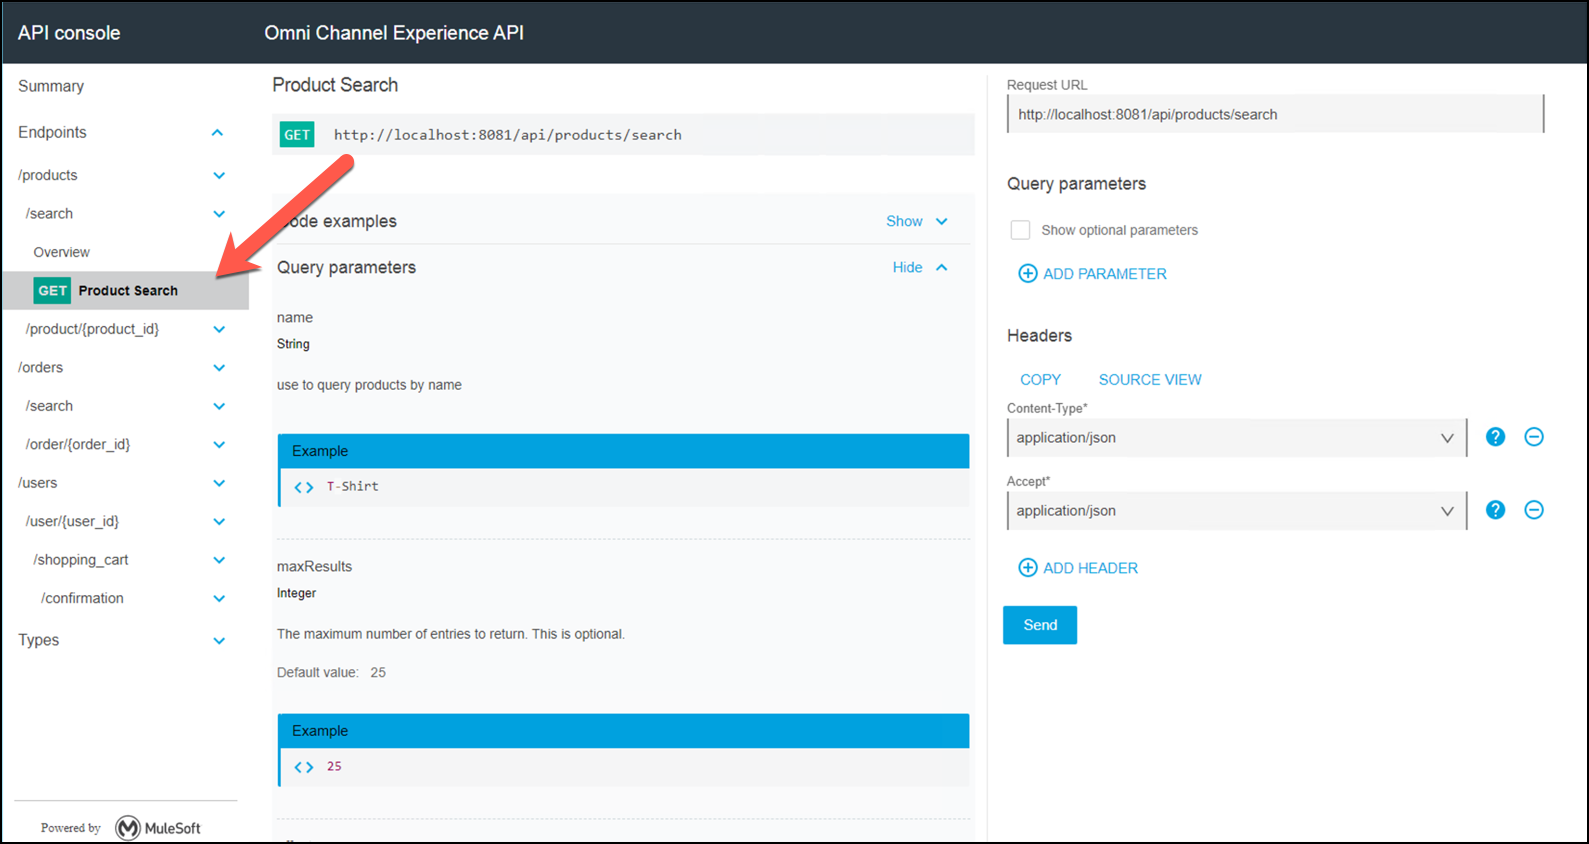 API console
Omni Channel Experience API
Summary
Endpoints
/products
/search
Overview
GET Product Search
/product/{product_id}
/orders
/search
/order/{order_id}
/users
/user/{user_id}
/shopping_cart
/confirmation
Types
Powered by MuleSoft
Product Search
GET http://localhost:8081/api/products/search
ode examples Show
Query parameters Hide
name
String
use to query products by name
Example
<> T-Shirt
maxResults
Integer
The maximum number of entries to return. This is optional.
Default value: 25
Example
<> 25
Request URL
http://localhost:8081/api/products/search
Query parameters
Show optional parameters
ADD PARAMETER
Headers
COPY SOURCE VIEW
Content-Type*
application/json
Accept*
application/json
ADD HEADER
Send